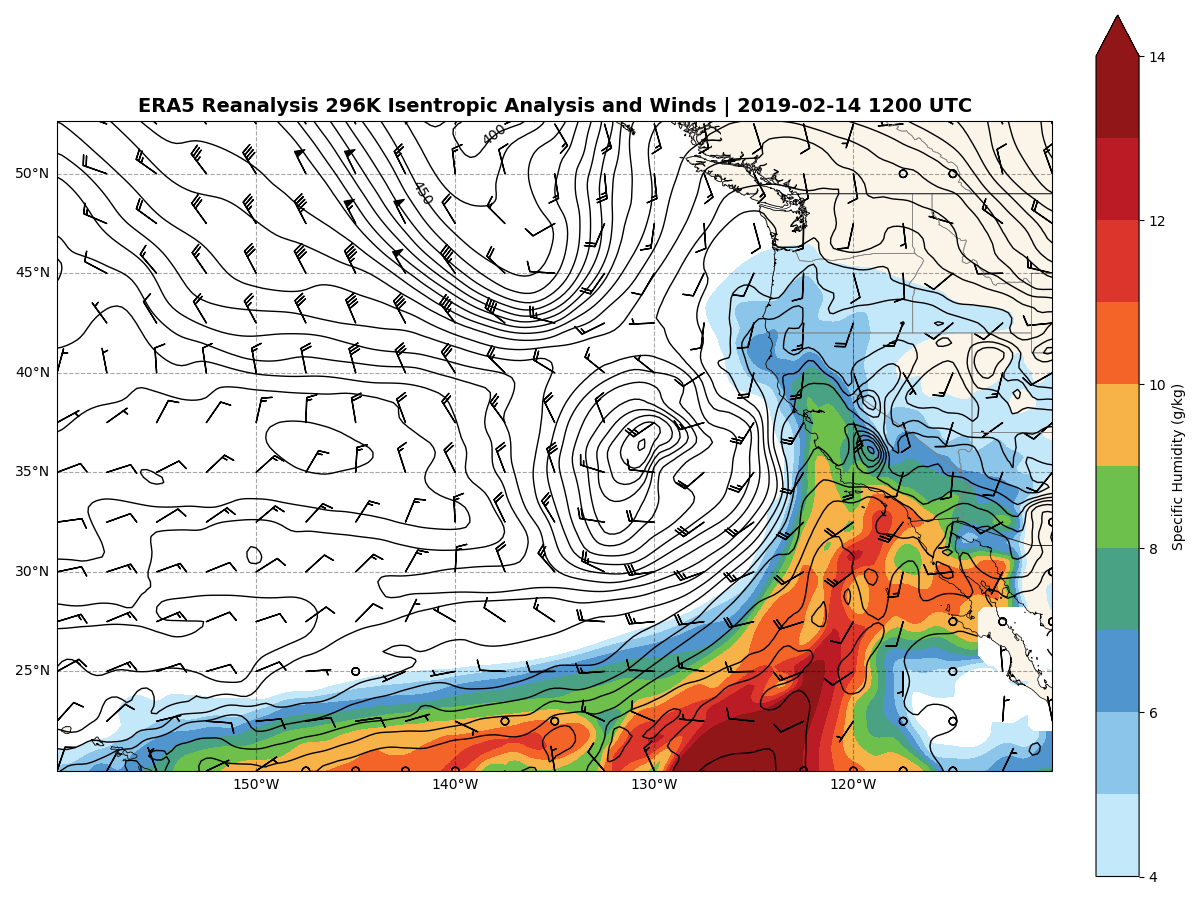 ERA5 Reanalysis 296K Isentropic Analysis and Winds | 2019-02-14 1200 UTC
400
450
50°N
45°N
40°N
35°N
30°N
25°N
150°W 140°W 130°W 120°W
14
12
10
8
6
4
Specific Humidity (g/kg)